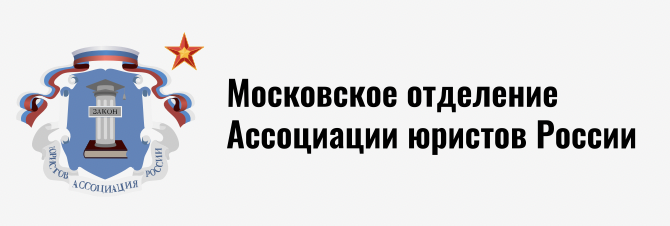 Московское отделение
Ассоциации юристов России
ЗАКОН
ЮРИСТОВ АССОЦИАЦИЯ РОССИИ